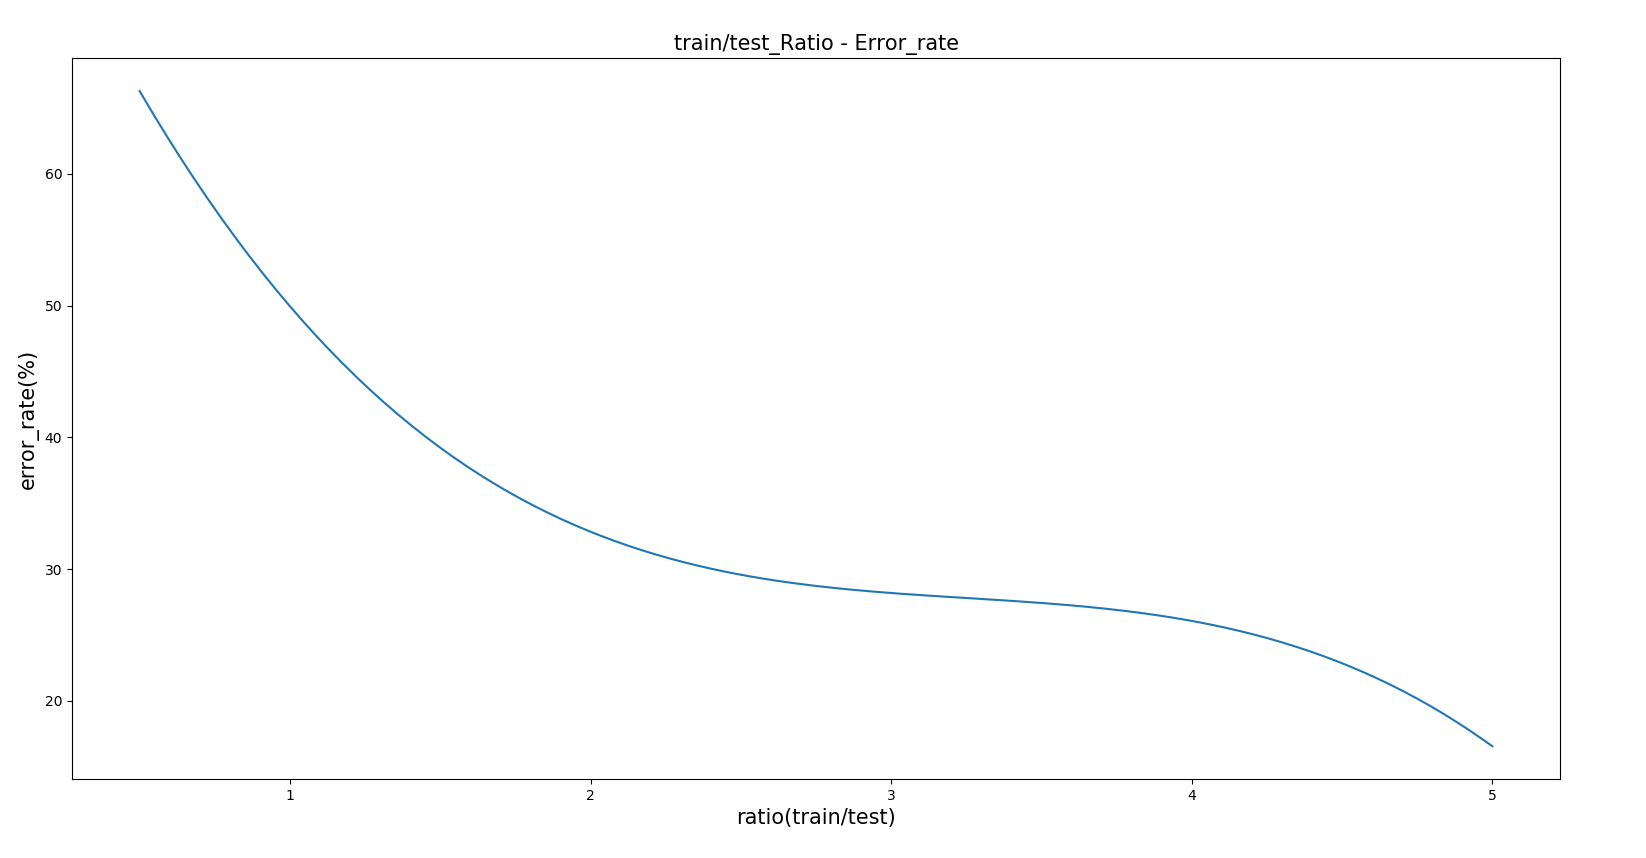 train/test_Ratio - Error_rate
error_rate(%)
60
50
40
30
20
1 2 3 4 5
ratio(train/test)